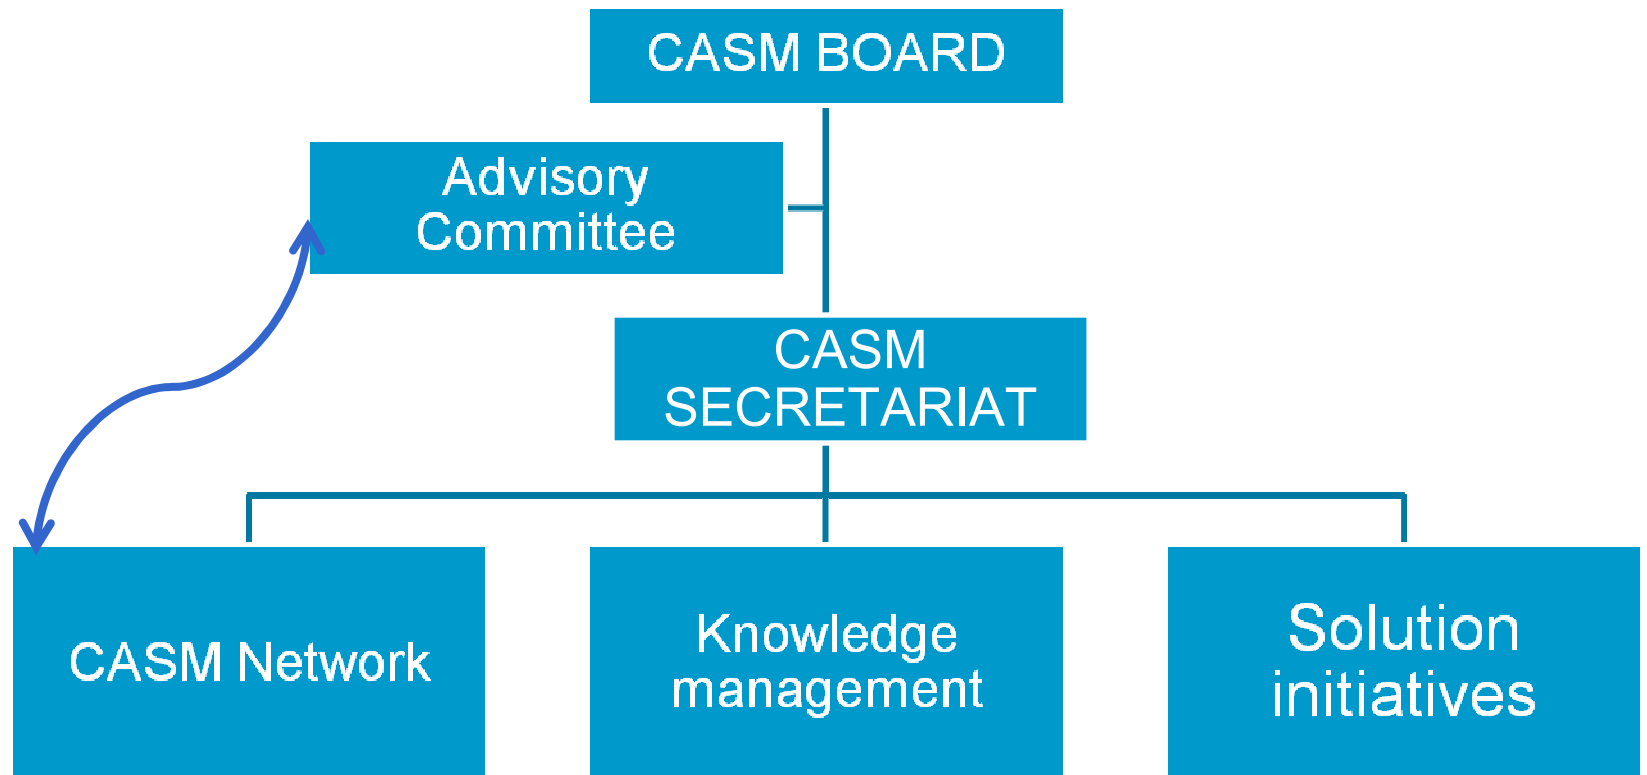 CASM BOARD
Advisory
Committee
CASM
SECRETARIAT
CASM Network
Knowledge
management
Solution
initiatives